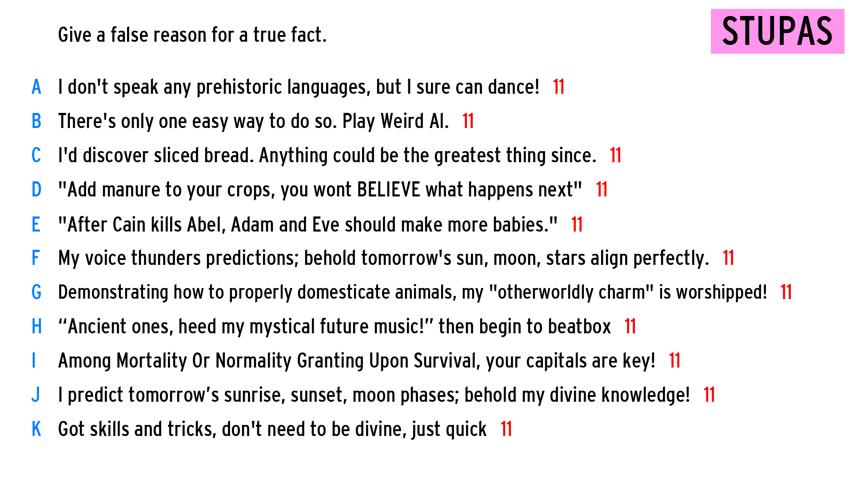 Give a false reason for a true fact.
STUPAS
A I don't speak any prehistoric languages, but I sure can dance! 11
B There's only one easy way to do so. Play Weird Al. 11
C I'd discover sliced bread. Anything could be the greatest thing since. 11
D "Add manure to your crops, you wont BELIEVE what happens next" 11
E "After Cain kills Abel, Adam and Eve should make more babies." 11
F My voice thunders predictions; behold tomorrow's sun, moon, stars align perfectly. 11
G Demonstrating how to properly domesticate animals, my "otherworldly charm" is worshipped! 11
H “Ancient ones, heed my mystical future music!” then begin to beatbox 11
I Among Mortality Or Normality Granting Upon Survival, your capitals are key! 11
J I predict tomorrow’s sunrise, sunset, moon phases; behold my divine knowledge! 11
K Got skills and tricks, don't need to be divine, just quick 11